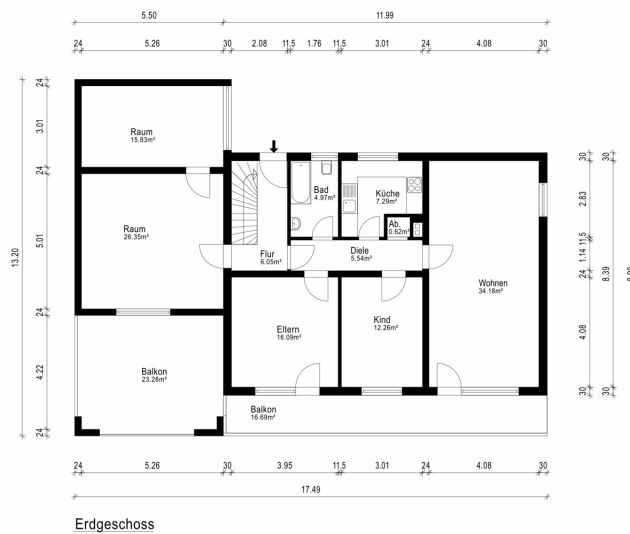 5.50 11.99
24 5.26 30 2.08 11.5 1.76 11.5 3.01 24 4.08 30
13.20
24
3.01
24
5.01
24
4.22
24
Raum
15.83m²
Raum
26.35m²
Balkon
23.28m²
Flur
6.05m²
Bad
4.97m²
Küche
7.29m²
Ab.
0.62m²
Diele
5.54m²
Wohnen
34.18m²
Eltern
16.09m²
Kind
12.26m²
Balkon
16.69m²
30
2.83
11.5
1.14
24
4.08
30
30
8.39
30
24 5.26 30 3.95 11.5 3.01 24 4.08 30
17.49
Erdgeschoss